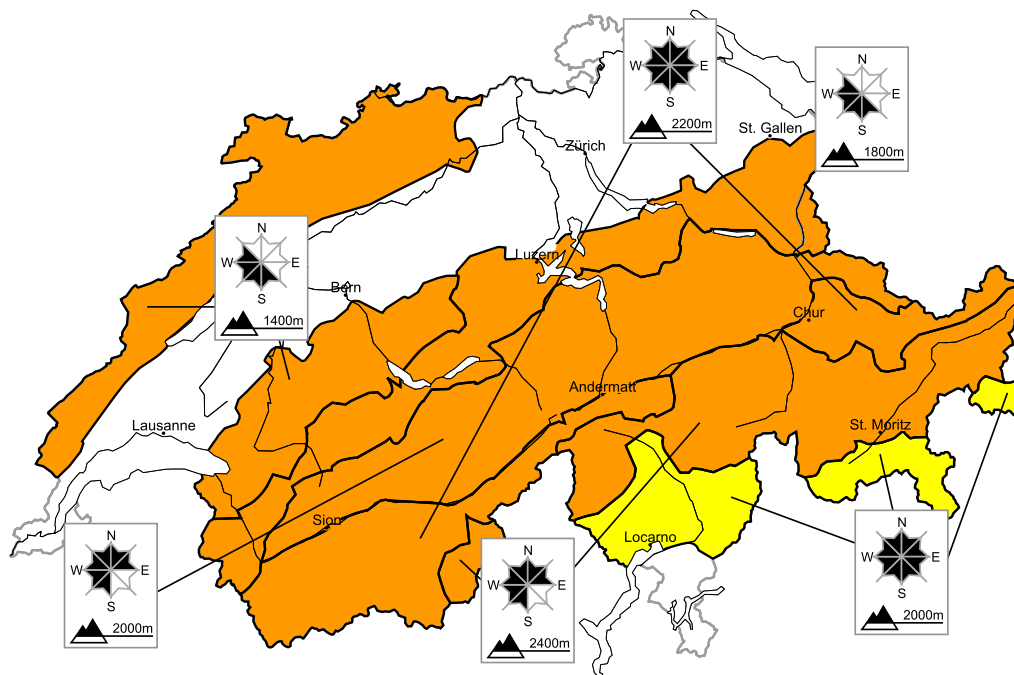 N
W E
S
2200m
N
W E
S
1800m
St. Gallen
Zürich
N
W E
S
1400m
Luzern
Bern
Chur
Andermatt
Lausanne
St. Moritz
Sion
Locarno
N
W E
S
2000m
N
W E
S
2400m
N
W E
S
2000m